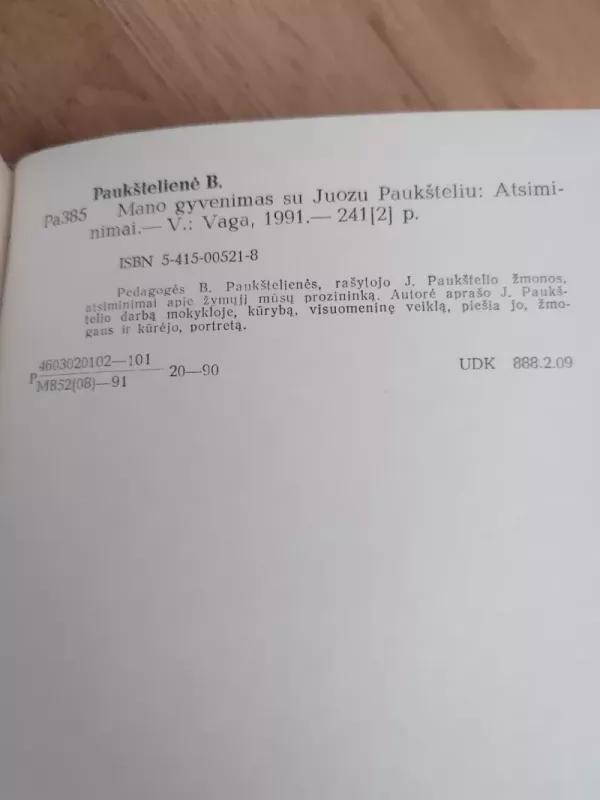 Paukštelienė B.
Pa385 Mano gyvenimas su Juozu Paukšteliu: Atsimi-
nimai.— V.: Vaga, 1991.— 241[2] p.
ISBN 5-415-00521-8
Pedagogės B. Paukštelienės, rašytojo J. Paukštelio žmonos,
atsiminimai apie žymųjį mūsų prozininką. Autorė aprašo J. Paukš-
telio darbą mokykloje, kūrybą, visuomeninę veiklą, piešia jo, žmo-
gaus ir kūrėjo, portretą.
P 4603020102—101
M852(08)—91 20—90 UDK 888.2.09